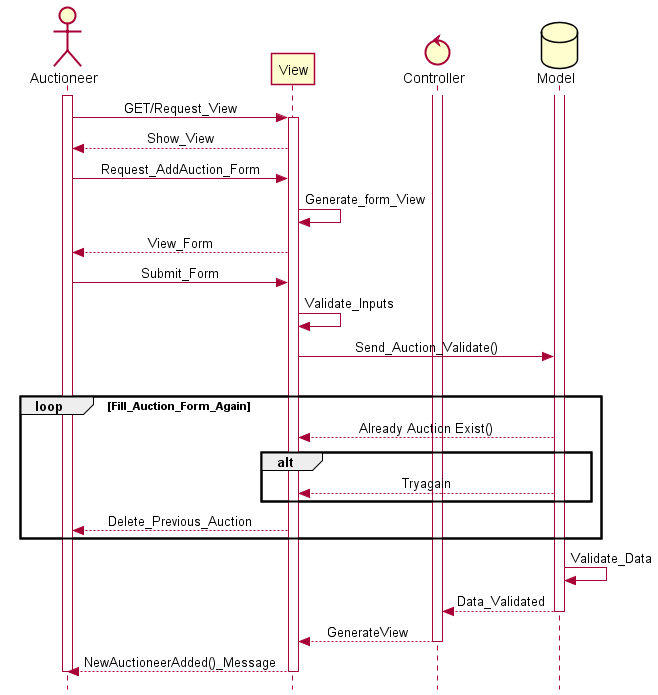 Auctioneer
View
Controller
Model
GET/Request_View
Show_View
Request_AddAuction_Form
Generate_form_View
View_Form
Submit_Form
Validate_Inputs
Send_Auction_Validate()
loop [Fill_Auction_Form_Again]
Already Auction Exist()
alt
Tryagain
Delete_Previous_Auction
Validate_Data
Data_Validated
GenerateView
NewAuctioneerAdded()_Message